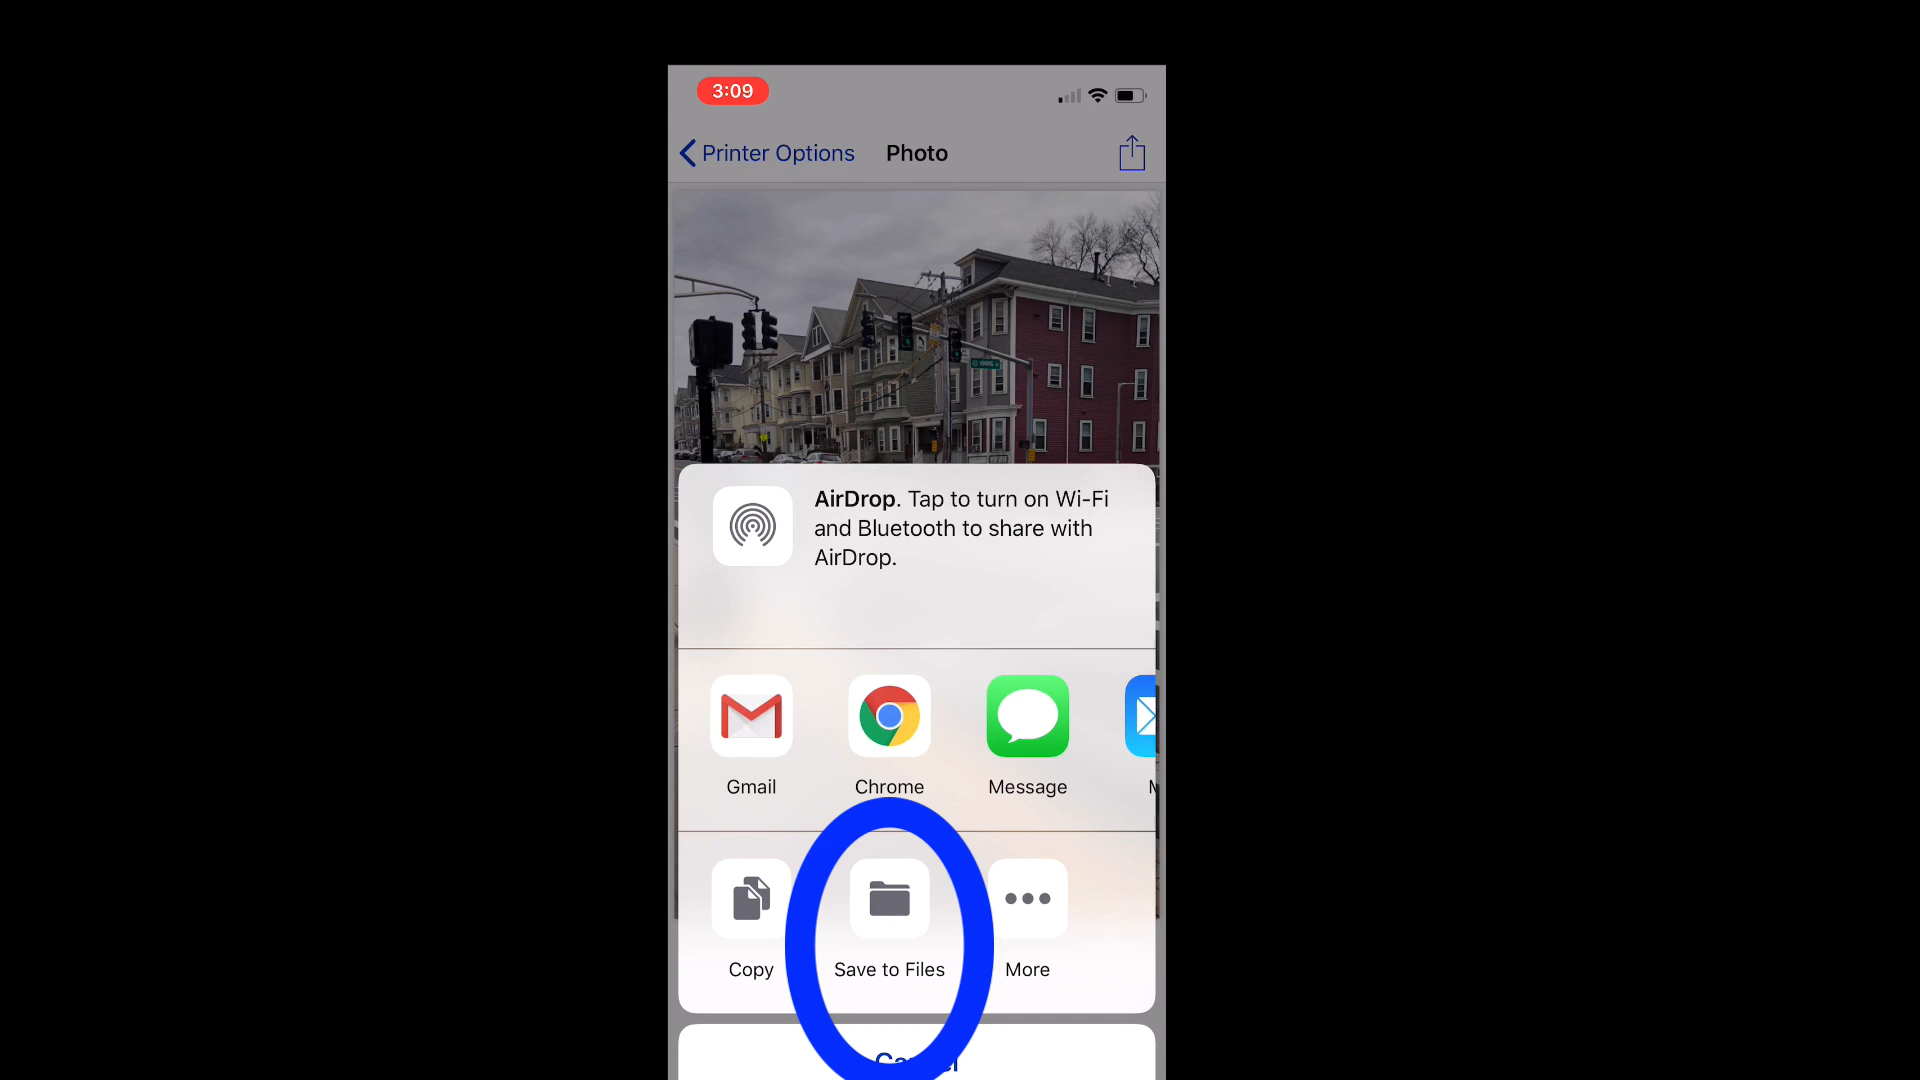 3:09
Printer Options
Photo
VINING
AirDrop. Tap to turn on Wi-Fi
and Bluetooth to share with
AirDrop.
Gmail
Chrome
Message
Copy
Save to Files
More